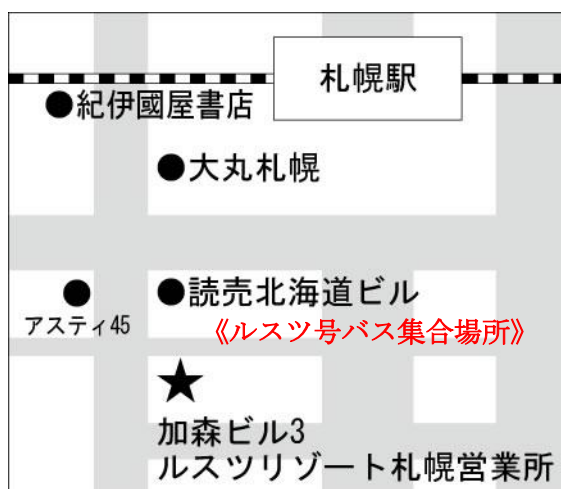 札幌駅
●紀伊國屋書店
●大丸札幌
●読売北海道ビル
アスティ45
《ルスツ号バス集合場所》
★
加森ビル3
ルスツリゾート札幌営業所